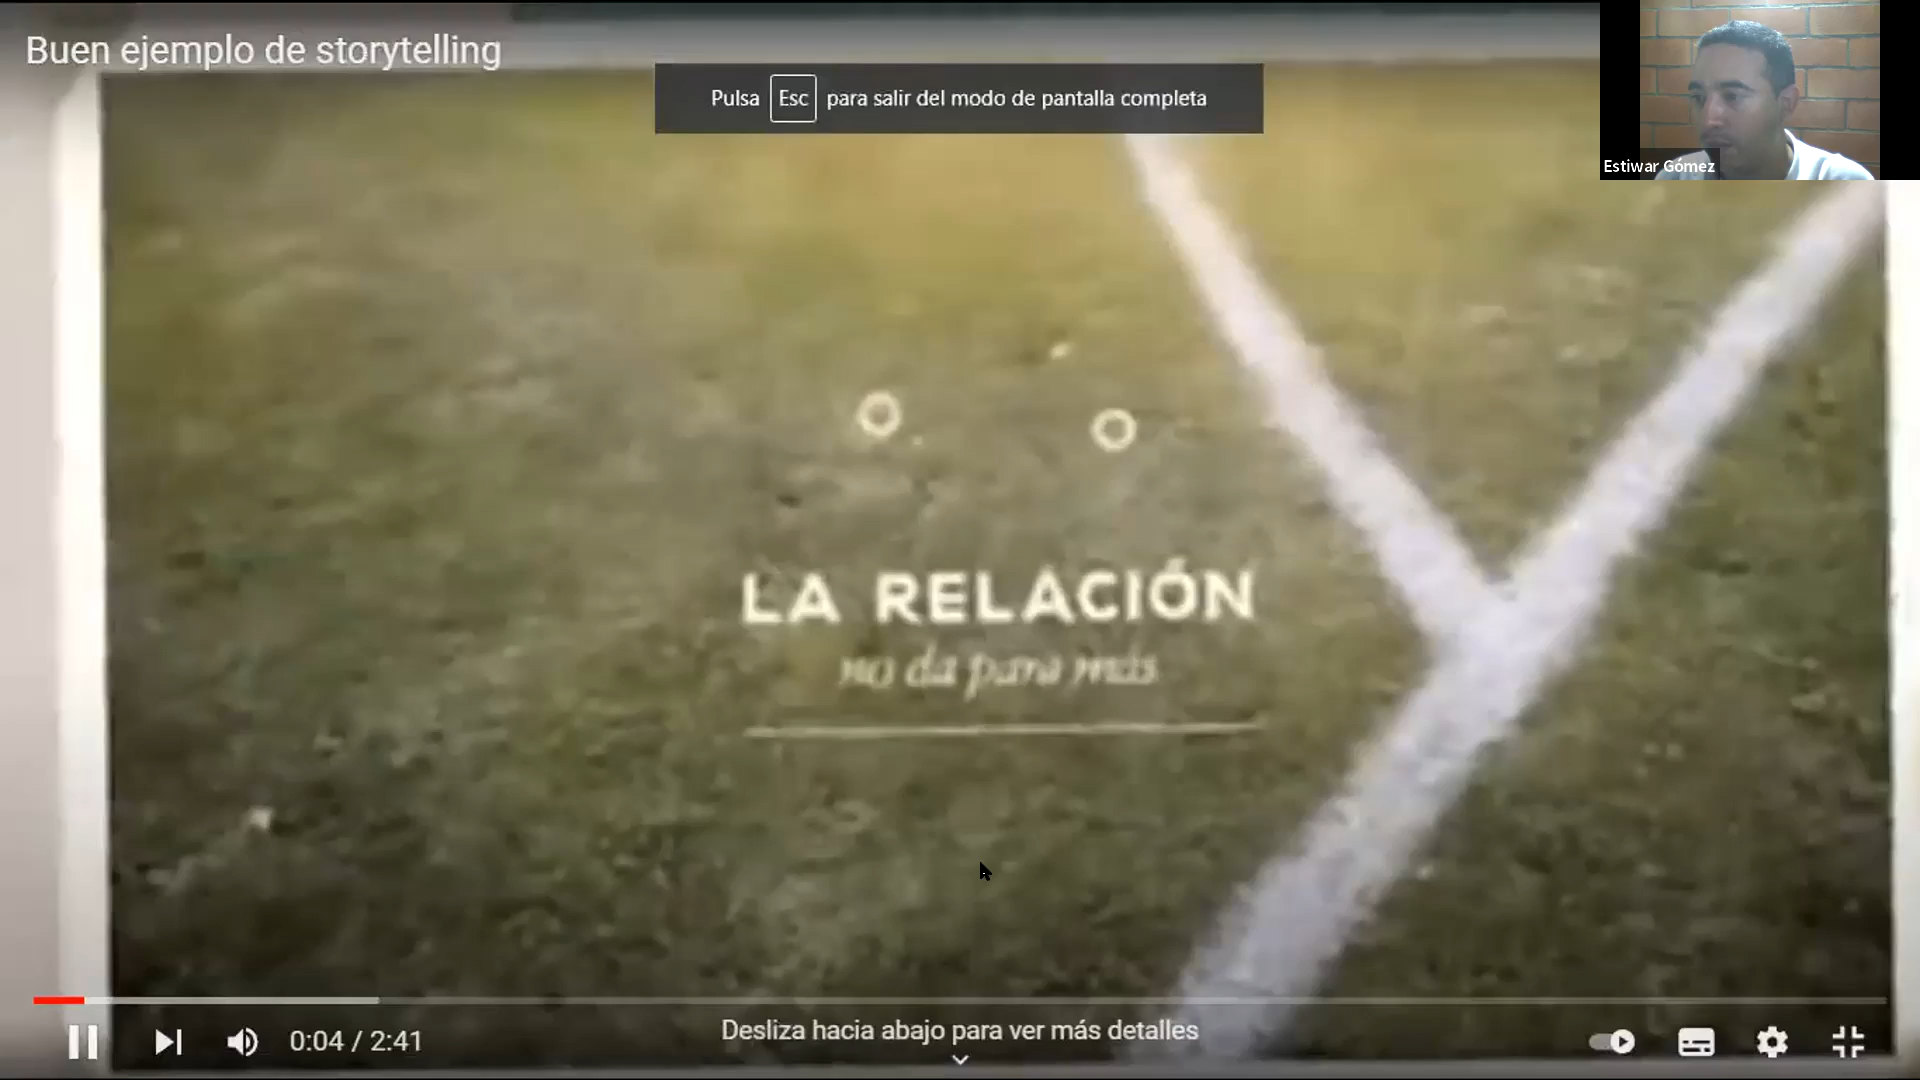 Buen ejemplo de storytelling
Pulsa Esc para salir del modo de pantalla completa
Estiwar Gómez
LA RELACIÓN
no da para más
0:04 / 2:41
Desliza hacia abajo para ver más detalles